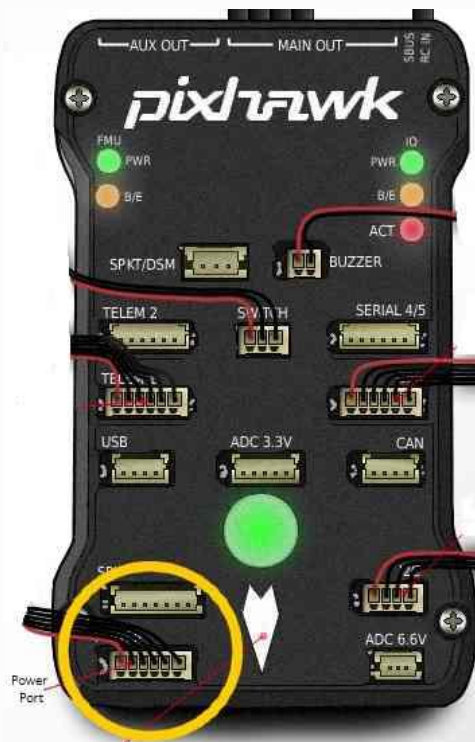 AUX OUT
MAIN OUT
SBUS
RC IN
pixhawk
FMU
IO
PWR
PWR
B/E
B/E
ACT
SPKT/DSM
BUZZER
TELEM 2
SWITCH
SERIAL 4/5
USB
ADC 3.3V
CAN
ADC 6.6V
Power
Port